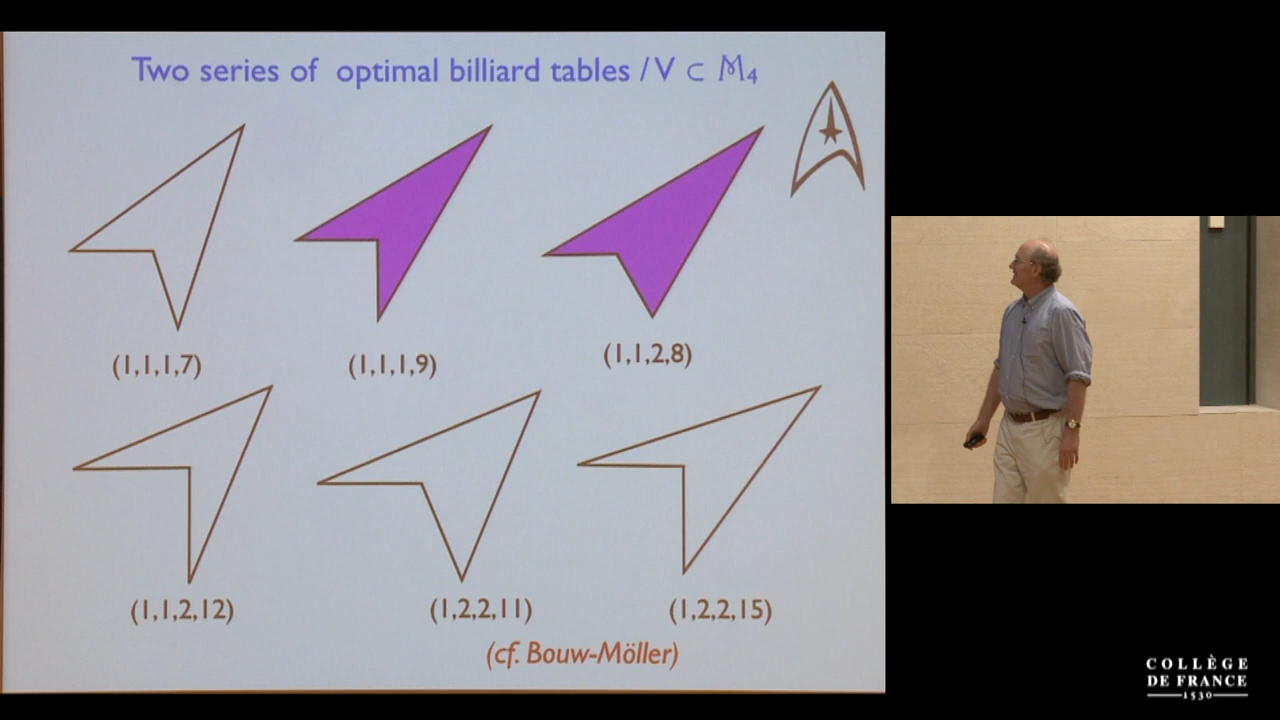 Two series of optimal billiard tables / V ⊂ M₄
(1,1,1,7)
(1,1,1,9)
(1,1,2,8)
(1,1,2,12)
(1,2,2,11)
(1,2,2,15)
(cf. Bouw-Möller)
COLLÈGE
DE FRANCE
1530